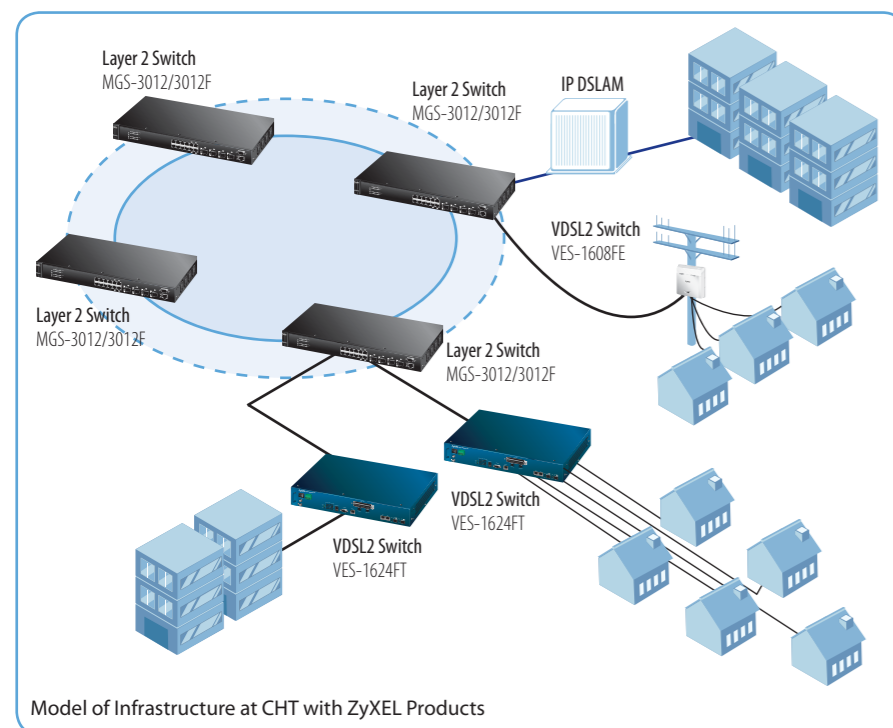 Layer 2 Switch
MGS-3012/3012F
Layer 2 Switch
MGS-3012/3012F
IP DSLAM
VDSL2 Switch
VES-1608FE
Layer 2 Switch
MGS-3012/3012F
Layer 2 Switch
MGS-3012/3012F
VDSL2 Switch
VES-1624FT
VDSL2 Switch
VES-1624FT
Model of Infrastructure at CHT with ZyXEL Products